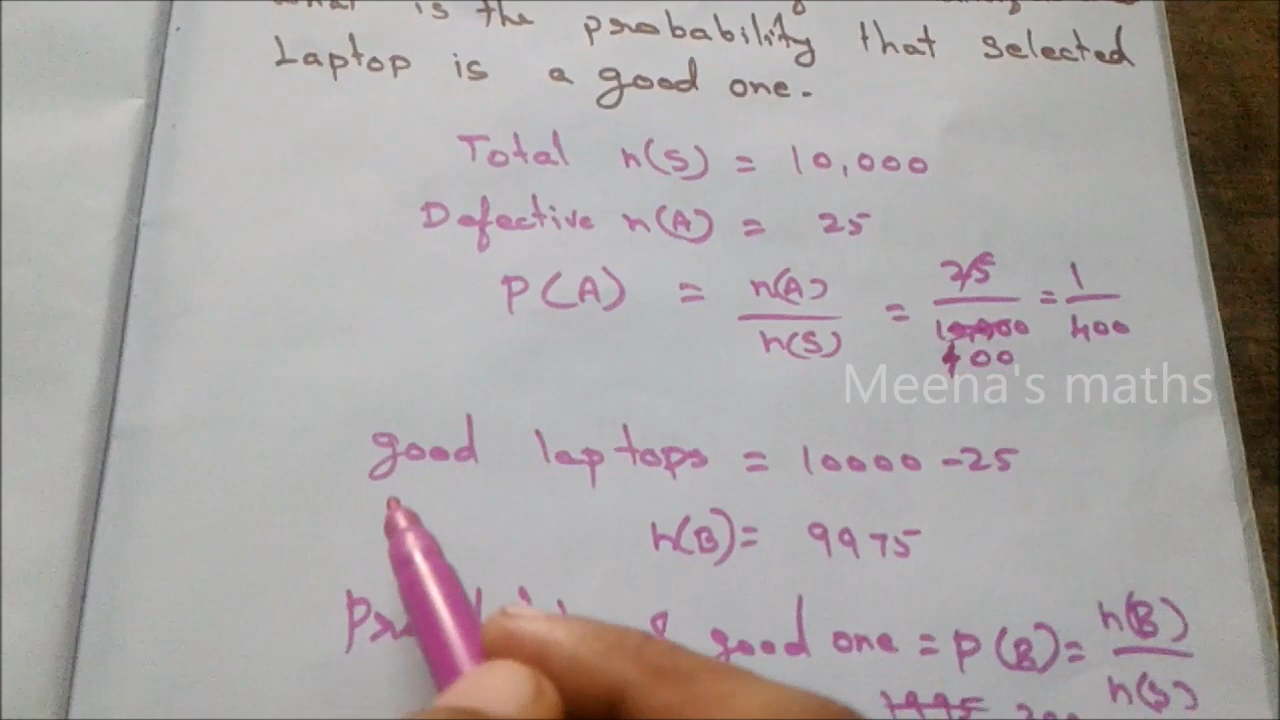 is the probability that selected
Laptop is a good one.
Total n(S) = 10,000
Defective n(A) = 25
P(A) = n(A)/n(S) = 25/10,000 400 = 1/400
Meena's maths
good laptops = 10000 - 25
n(B) = 9975
good one = P(B) = n(B)/n(S)